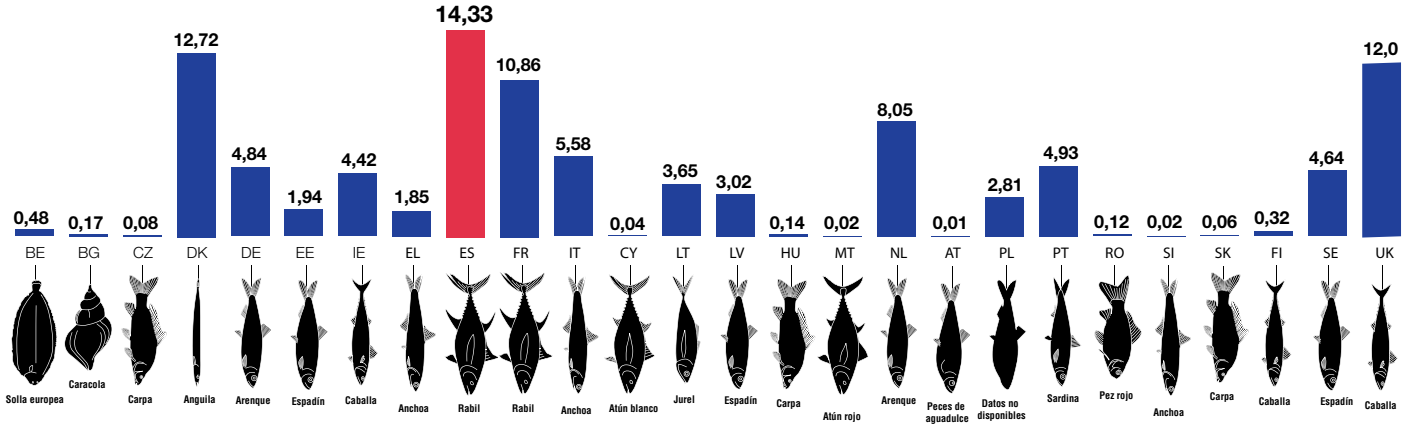 14,33
12,72
12,0
10,86
8,05
5,58
4,84
4,42
3,65
3,02
4,93
4,64
1,94
1,85
2,81
0,48
0,17
0,08
0,04
0,14
0,02
0,01
0,12
0,02
0,06
0,32
BE BG CZ DK DE EE IE EL ES FR IT CY LT LV HU MT NL AT PL PT RO SI SK FI SE UK
Solla europea
Caracola
Carpa
Anguila
Arenque
Espadín
Caballa
Anchoa
Rabil
Rabil
Anchoa
Atún blanco
Jurel
Espadín
Carpa
Atún rojo
Arenque
Peces de
aguadulce
Datos no
disponibles
Sardina
Pez rojo
Anchoa
Carpa
Caballa
Espadín
Caballa